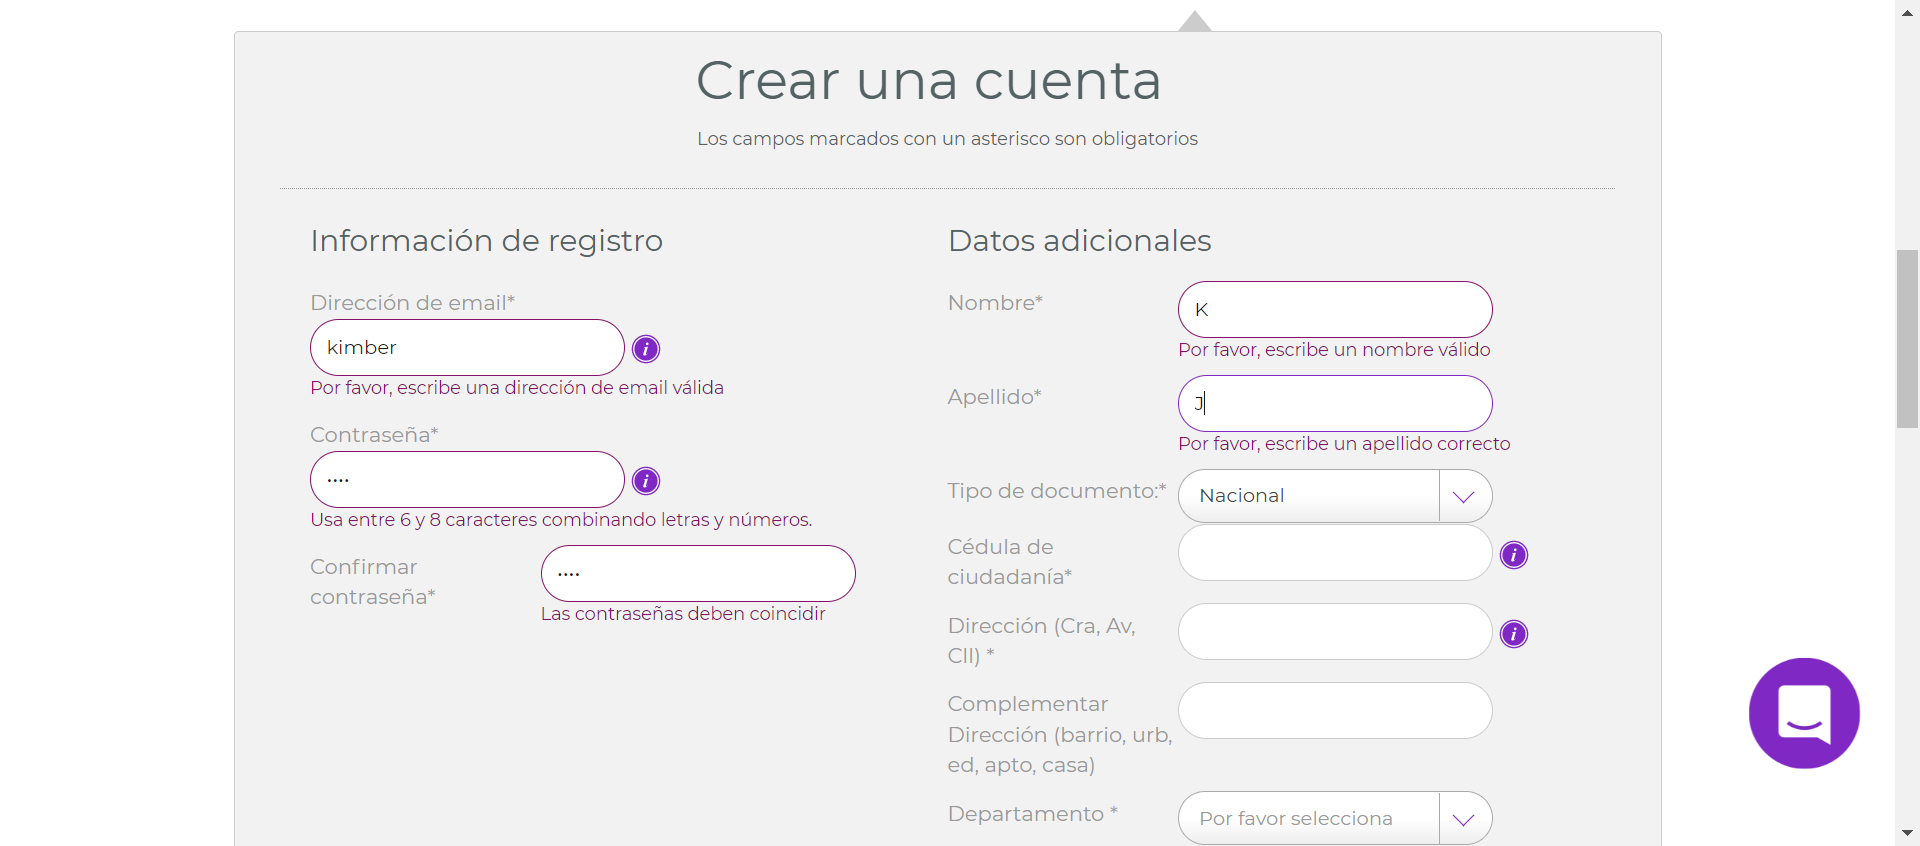 Crear una cuenta
Los campos marcados con un asterisco son obligatorios
Información de registro
Dirección de email*
kimber
Por favor, escribe una dirección de email válida
Contraseña*
••••
Usa entre 6 y 8 caracteres combinando letras y números.
Confirmar
contraseña*
••••
Las contraseñas deben coincidir
Datos adicionales
Nombre*
K
Por favor, escribe un nombre válido
Apellido*
J
Por favor, escribe un apellido correcto
Tipo de documento:*
Nacional
Cédula de
ciudadanía*
Dirección (Cra, Av,
Cll) *
Complementar
Dirección (barrio, urb,
ed, apto, casa)
Departamento *
Por favor selecciona